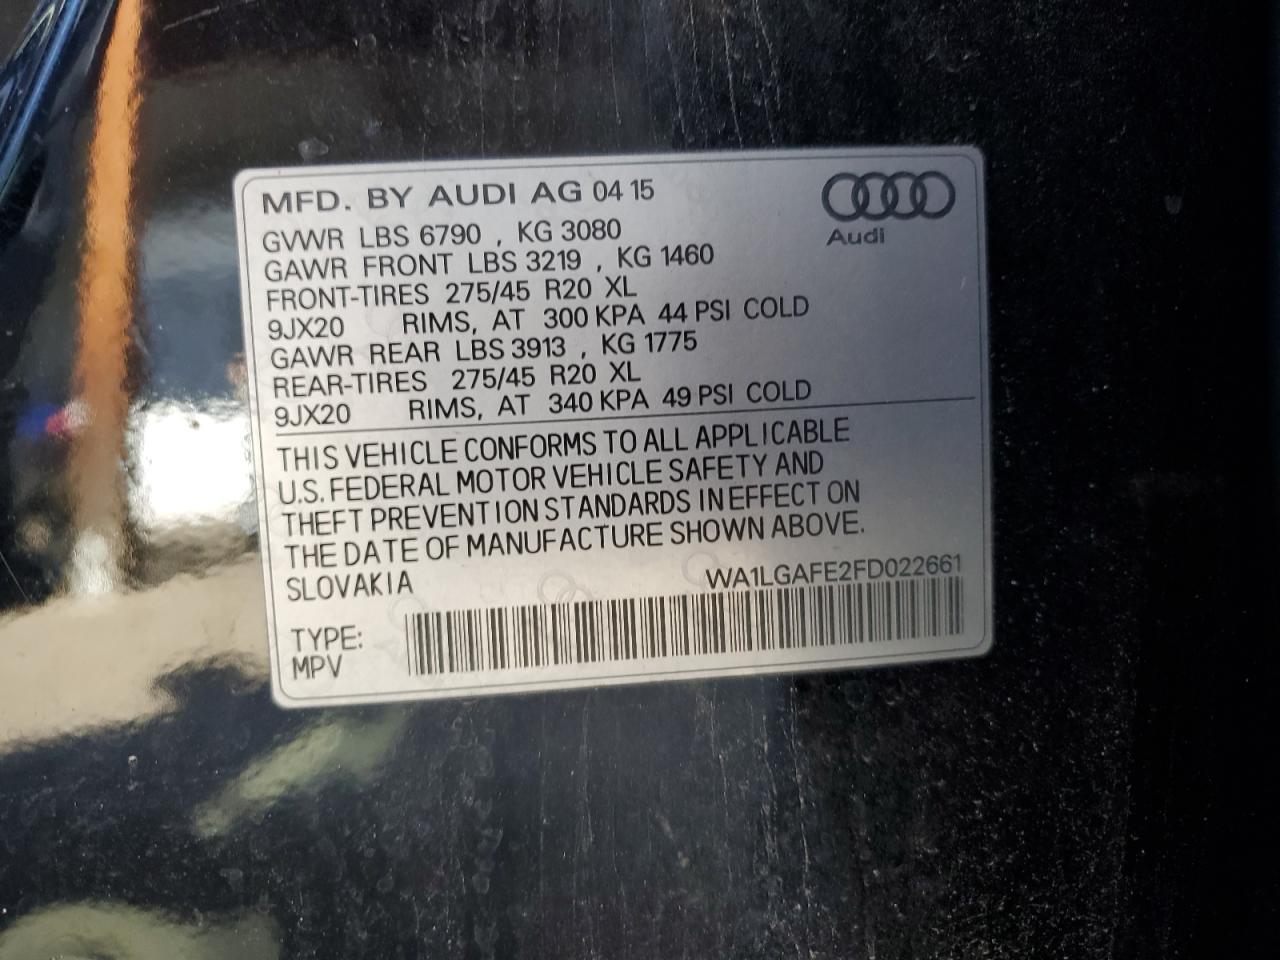 MFD. BY AUDI AG 04 15
Audi
GVWR LBS 6790 , KG 3080
GAWR FRONT LBS 3219 , KG 1460
FRONT-TIRES 275/45 R20 XL
9JX20 RIMS, AT 300 KPA 44 PSI COLD
GAWR REAR LBS 3913 , KG 1775
REAR-TIRES 275/45 R20 XL
9JX20 RIMS, AT 340 KPA 49 PSI COLD
THIS VEHICLE CONFORMS TO ALL APPLICABLE
U.S. FEDERAL MOTOR VEHICLE SAFETY AND
THEFT PREVENTION STANDARDS IN EFFECT ON
THE DATE OF MANUFACTURE SHOWN ABOVE.
SLOVAKIA WA1LGAFE2FD022661
TYPE:
MPV